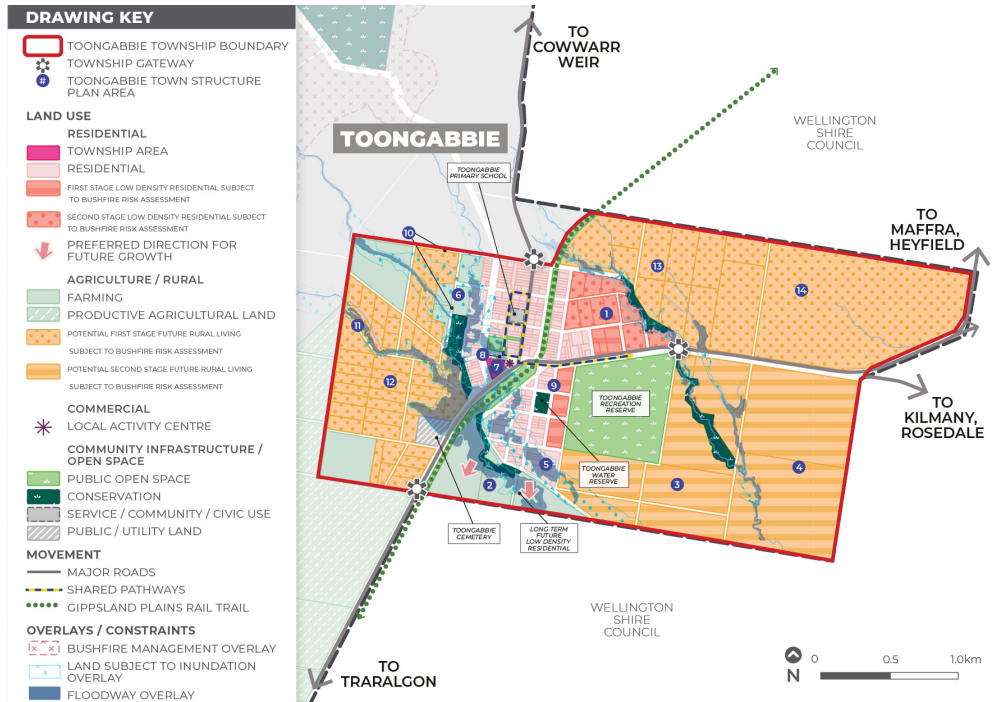 DRAWING KEY
TOONGABBIE TOWNSHIP BOUNDARY
TOWNSHIP GATEWAY
#
TOONGABBIE TOWN STRUCTURE
PLAN AREA
LAND USE
RESIDENTIAL
TOWNSHIP AREA
RESIDENTIAL
FIRST STAGE LOW DENSITY RESIDENTIAL SUBJECT
TO BUSHFIRE RISK ASSESSMENT
SECOND STAGE LOW DENSITY RESIDENTIAL SUBJECT
TO BUSHFIRE RISK ASSESSMENT
PREFERRED DIRECTION FOR
FUTURE GROWTH
AGRICULTURE / RURAL
FARMING
PRODUCTIVE AGRICULTURAL LAND
POTENTIAL FIRST STAGE FUTURE RURAL LIVING
SUBJECT TO BUSHFIRE RISK ASSESSMENT
POTENTIAL SECOND STAGE FUTURE RURAL LIVING
SUBJECT TO BUSHFIRE RISK ASSESSMENT
COMMERCIAL
LOCAL ACTIVITY CENTRE
COMMUNITY INFRASTRUCTURE /
OPEN SPACE
PUBLIC OPEN SPACE
CONSERVATION
SERVICE / COMMUNITY / CIVIC USE
PUBLIC / UTILITY LAND
MOVEMENT
MAJOR ROADS
SHARED PATHWAYS
GIPPSLAND PLAINS RAIL TRAIL
OVERLAYS / CONSTRAINTS
BUSHFIRE MANAGEMENT OVERLAY
LAND SUBJECT TO INUNDATION
OVERLAY
FLOODWAY OVERLAY
TO
COWWARR
WEIR
WELLINGTON
SHIRE
COUNCIL
TOONGABBIE
TOONGABBIE
PRIMARY SCHOOL
TO
MAFFRA,
HEYFIELD
10
13
14
6
11
1
8
7
12
9
TOONGABBIE
RECREATION
RESERVE
TO
KILMANY,
ROSEDALE
5
TOONGABBIE
WATER
RESERVE
4
2
3
TOONGABBIE
CEMETERY
LONG TERM
FUTURE
LOW DENSITY
RESIDENTIAL
WELLINGTON
SHIRE
COUNCIL
TO
TRARALGON
N
0
0.5
1.0km